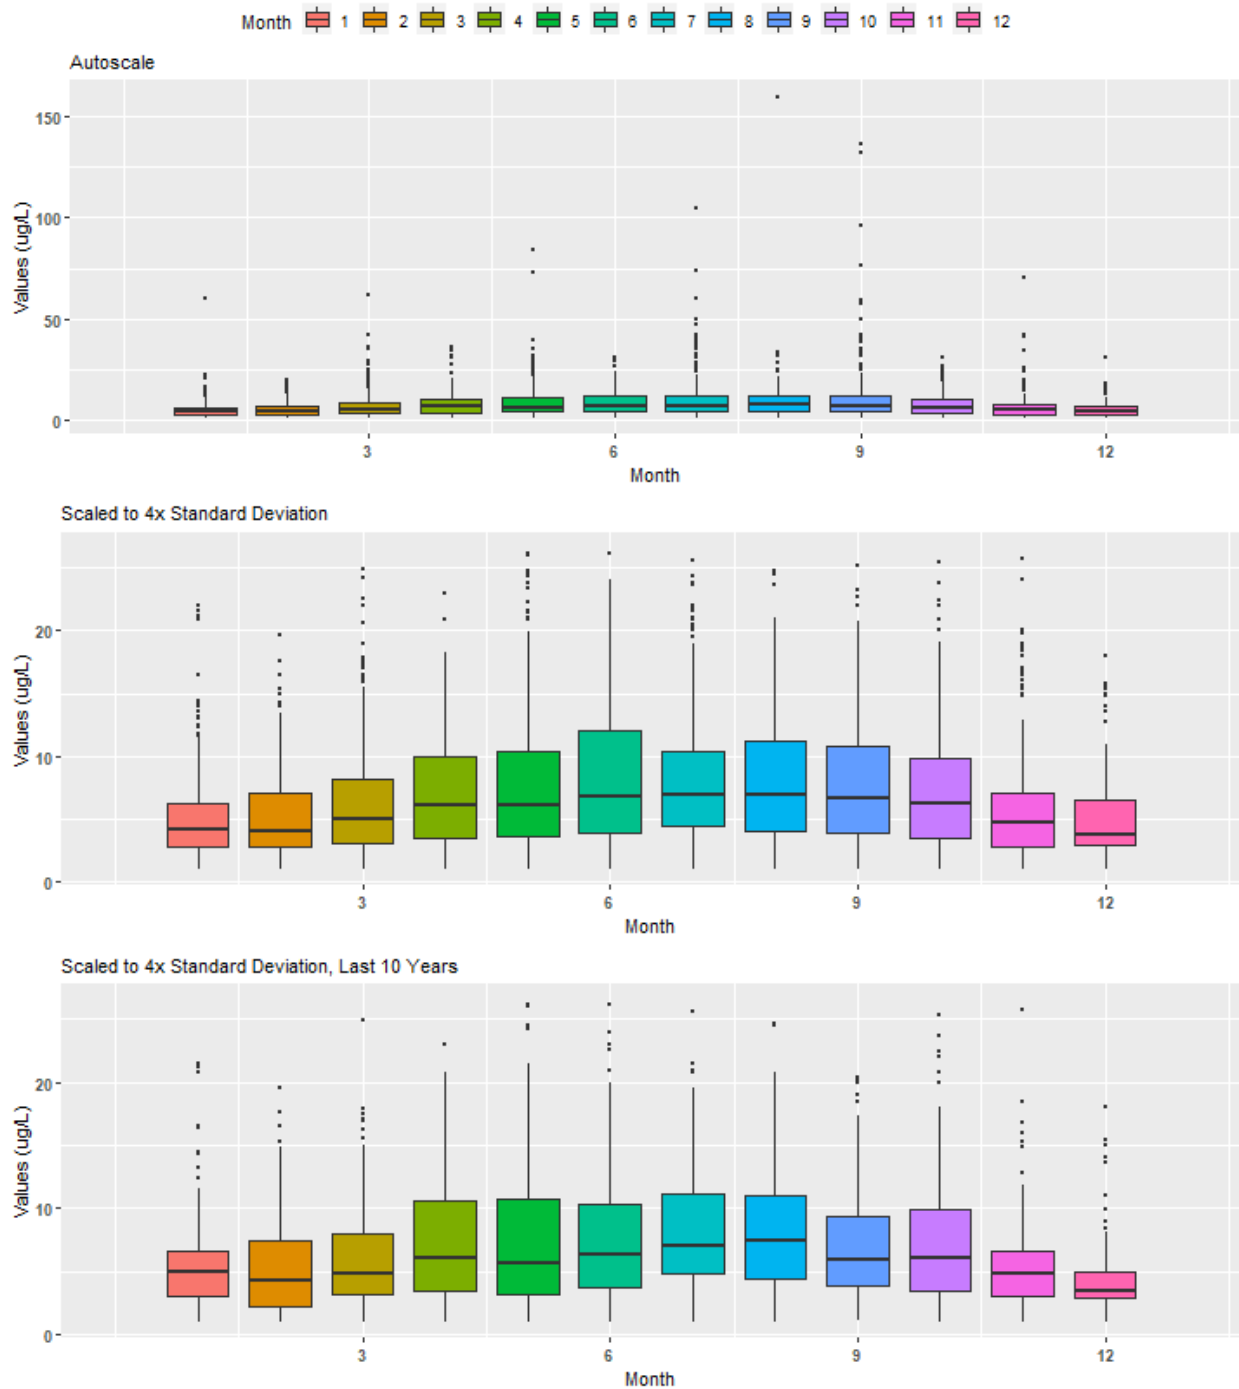 Month 1 2 3 4 5 6 7 8 9 10 11 12
Autoscale
Values (ug/L)
150
100
50
0
3 6 9 12
Month
Scaled to 4x Standard Deviation
Values (ug/L)
20
10
0
3 6 9 12
Month
Scaled to 4x Standard Deviation, Last 10 Years
Values (ug/L)
20
10
0
3 6 9 12
Month